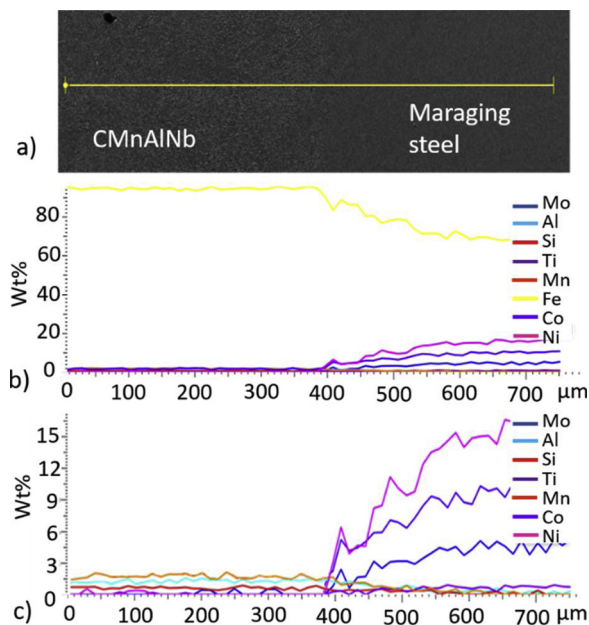 CMnAlNb
Maraging
steel
a)
Wt%
80
60
40
20
0
Mo
Al
Si
Ti
Mn
Fe
Co
Ni
b)
0 100 200 300 400 500 600 700 µm
Wt%
15
12
9
6
3
0
Mo
Al
Si
Ti
Mn
Co
Ni
c)
0 100 200 300 400 500 600 700 µm